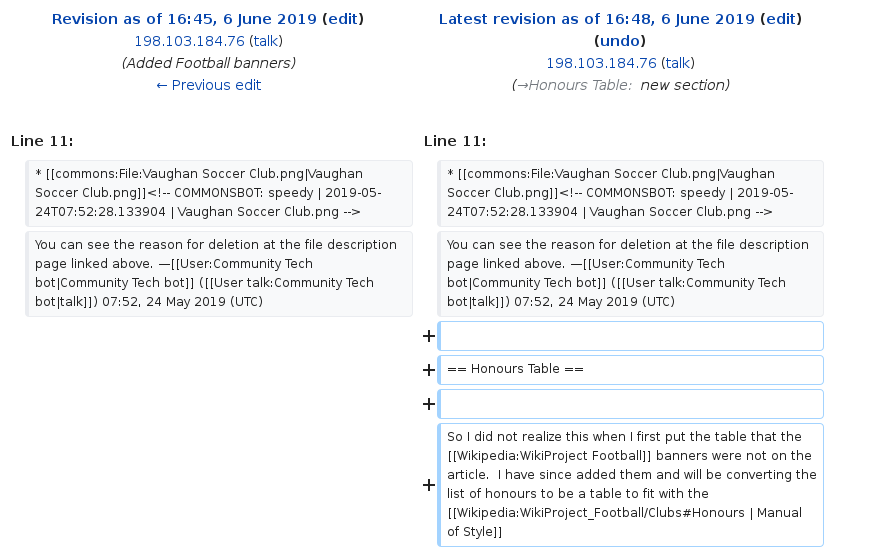 Revision as of 16:45, 6 June 2019 (edit)
198.103.184.76 (talk)
(Added Football banners)
← Previous edit
Latest revision as of 16:48, 6 June 2019 (edit)
(undo)
198.103.184.76 (talk)
(→Honours Table: new section)
Line 11:
Line 11:
* [[commons:File:Vaughan Soccer Club.png|Vaughan
Soccer Club.png]]<!-- COMMONSBOT: speedy | 2019-05-
24T07:52:28.133904 | Vaughan Soccer Club.png -->
* [[commons:File:Vaughan Soccer Club.png|Vaughan
Soccer Club.png]]<!-- COMMONSBOT: speedy | 2019-05-
24T07:52:28.133904 | Vaughan Soccer Club.png -->
You can see the reason for deletion at the file description
page linked above. —[[User:Community Tech
bot|Community Tech bot]] ([[User talk:Community Tech
bot|talk]]) 07:52, 24 May 2019 (UTC)
You can see the reason for deletion at the file description
page linked above. —[[User:Community Tech
bot|Community Tech bot]] ([[User talk:Community Tech
bot|talk]]) 07:52, 24 May 2019 (UTC)
+
+ == Honours Table ==
+
+ So I did not realize this when I first put the table that the
[[Wikipedia:WikiProject Football]] banners were not on the
article.  I have since added them and will be converting the
list of honours to be a table to fit with the
[[Wikipedia:WikiProject_Football/Clubs#Honours | Manual
of Style]]